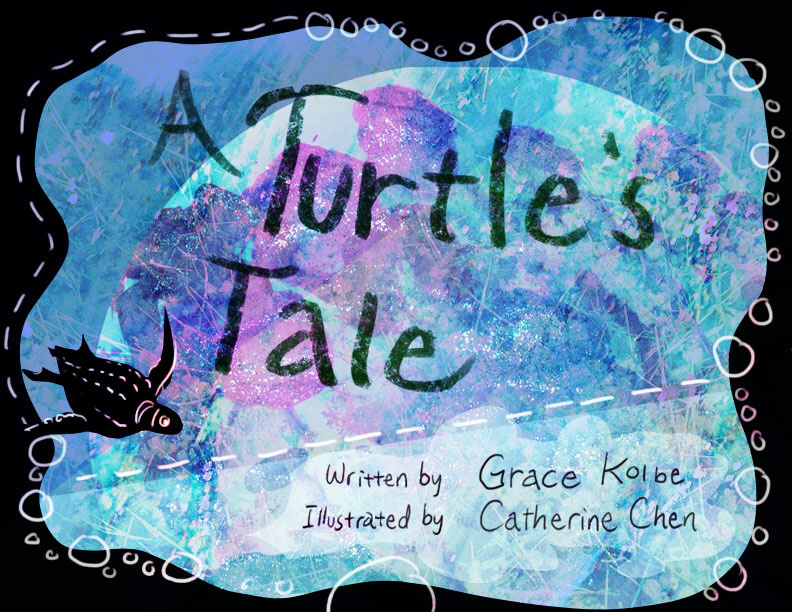 A Turtle's
Tale
Written by Grace Kolbe
Illustrated by Catherine Chen